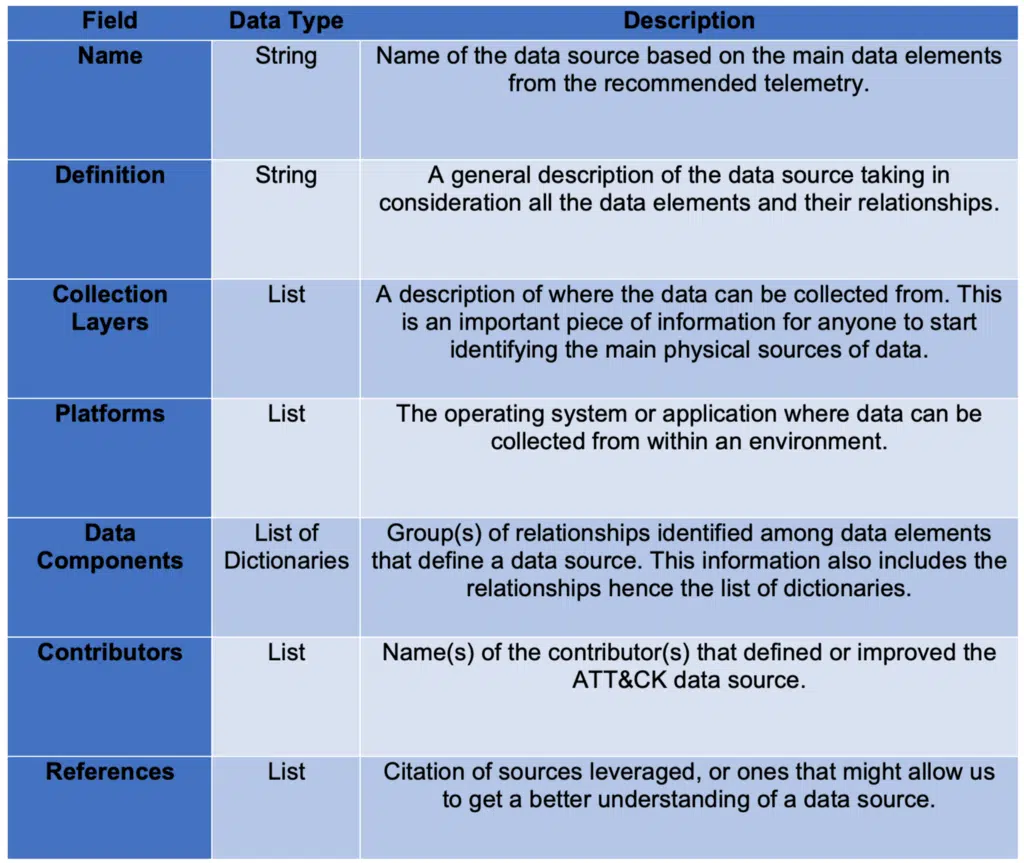 Field Data Type Description
Name String Name of the data source based on the main data elements
from the recommended telemetry.
Definition String A general description of the data source taking in
consideration all the data elements and their relationships.
Collection List A description of where the data can be collected from. This
Layers is an important piece of information for anyone to start
identifying the main physical sources of data.
Platforms List The operating system or application where data can be
collected from within an environment.
Data List of Group(s) of relationships identified among data elements
Components Dictionaries that define a data source. This information also includes the
relationships hence the list of dictionaries.
Contributors List Name(s) of the contributor(s) that defined or improved the
ATT&CK data source.
References List Citation of sources leveraged, or ones that might allow us
to get a better understanding of a data source.